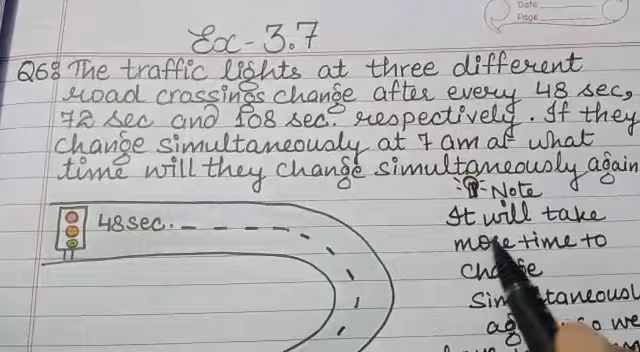 Date
Page
Ex-3.7
Q6: The traffic lights at three different
road crossings change after every 48 sec,
72 sec and 108 sec. respectively. If they
change simultaneously at 7 am at what
time will they change simultaneously again
Note
It will take
48sec.
more time to
we